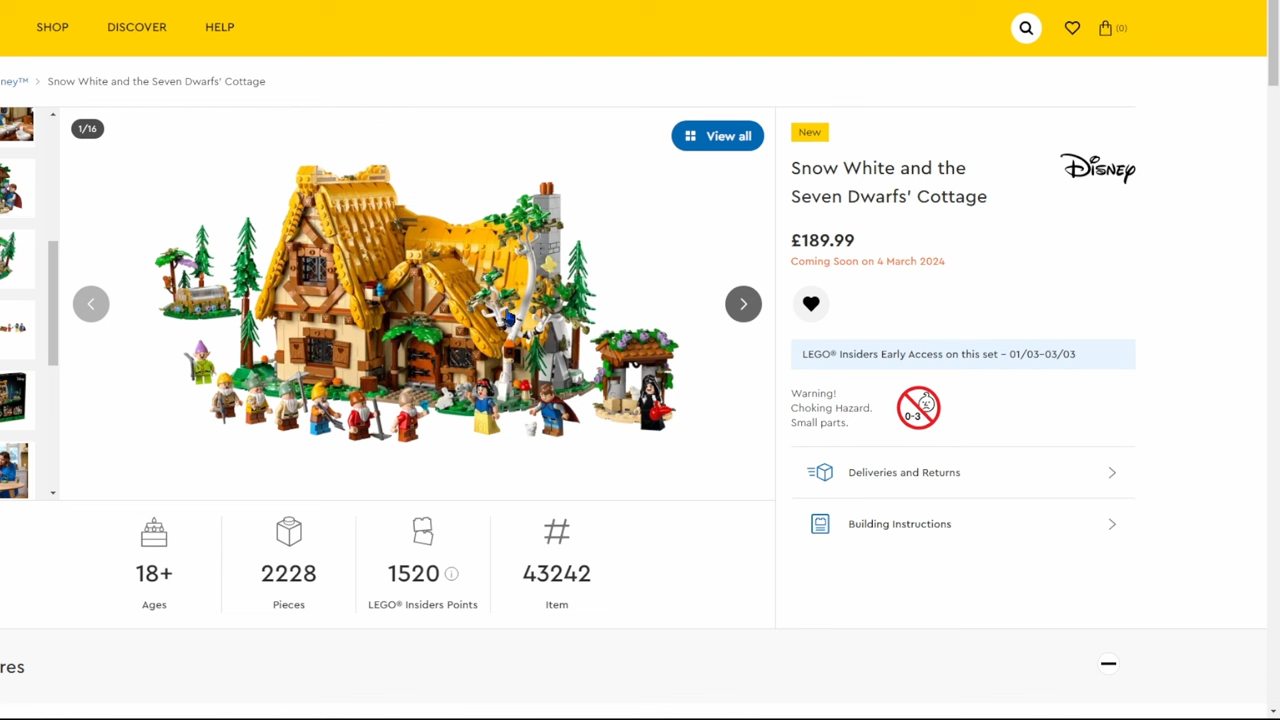 SHOP DISCOVER HELP (0)
ney™ > Snow White and the Seven Dwarfs' Cottage
1/16
View all
New
Snow White and the
Seven Dwarfs' Cottage
Disney
£189.99
Coming Soon on 4 March 2024
LEGO® Insiders Early Access on this set - 01/03-03/03
Warning!
Choking Hazard.
Small parts.
0-3
Deliveries and Returns
Building Instructions
18+ 2228 1520 43242
Ages Pieces LEGO® Insiders Points Item
res